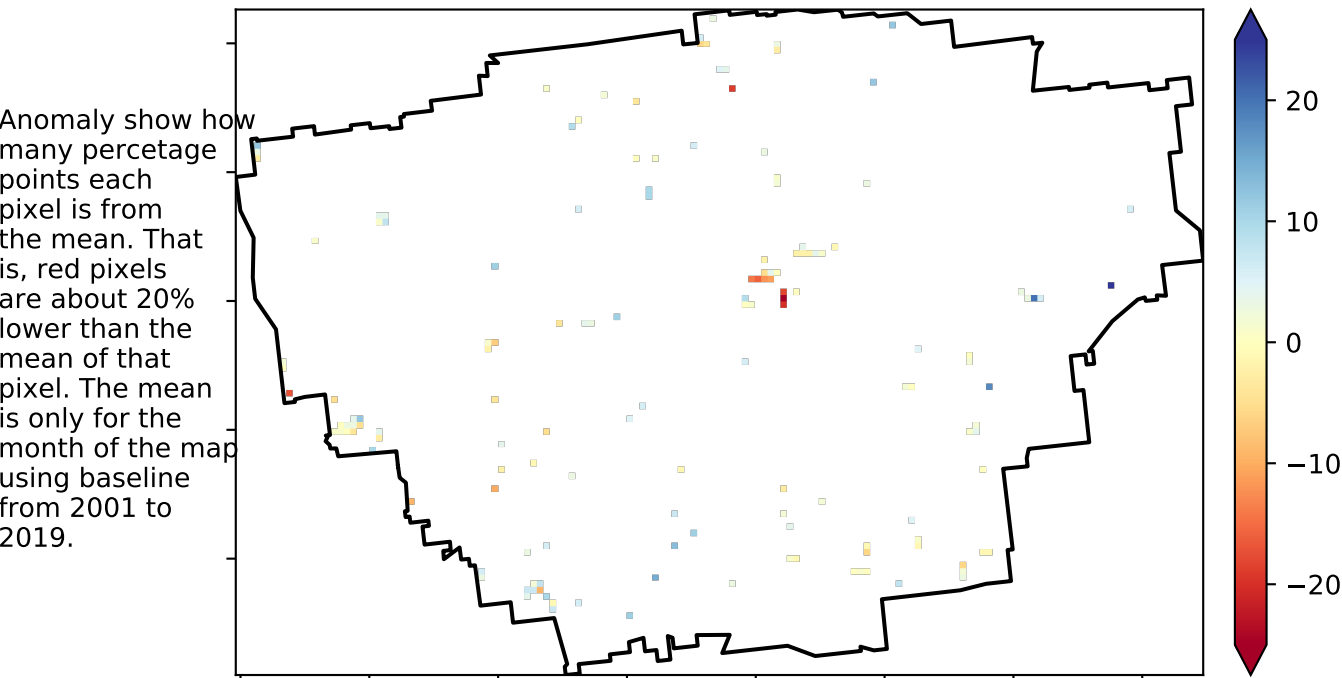 Anomaly show how
many percetage
points each
pixel is from
the mean. That
is, red pixels
are about 20%
lower than the
mean of that
pixel. The mean
is only for the
month of the map
using baseline
from 2001 to
2019.
20
10
0
−10
−20